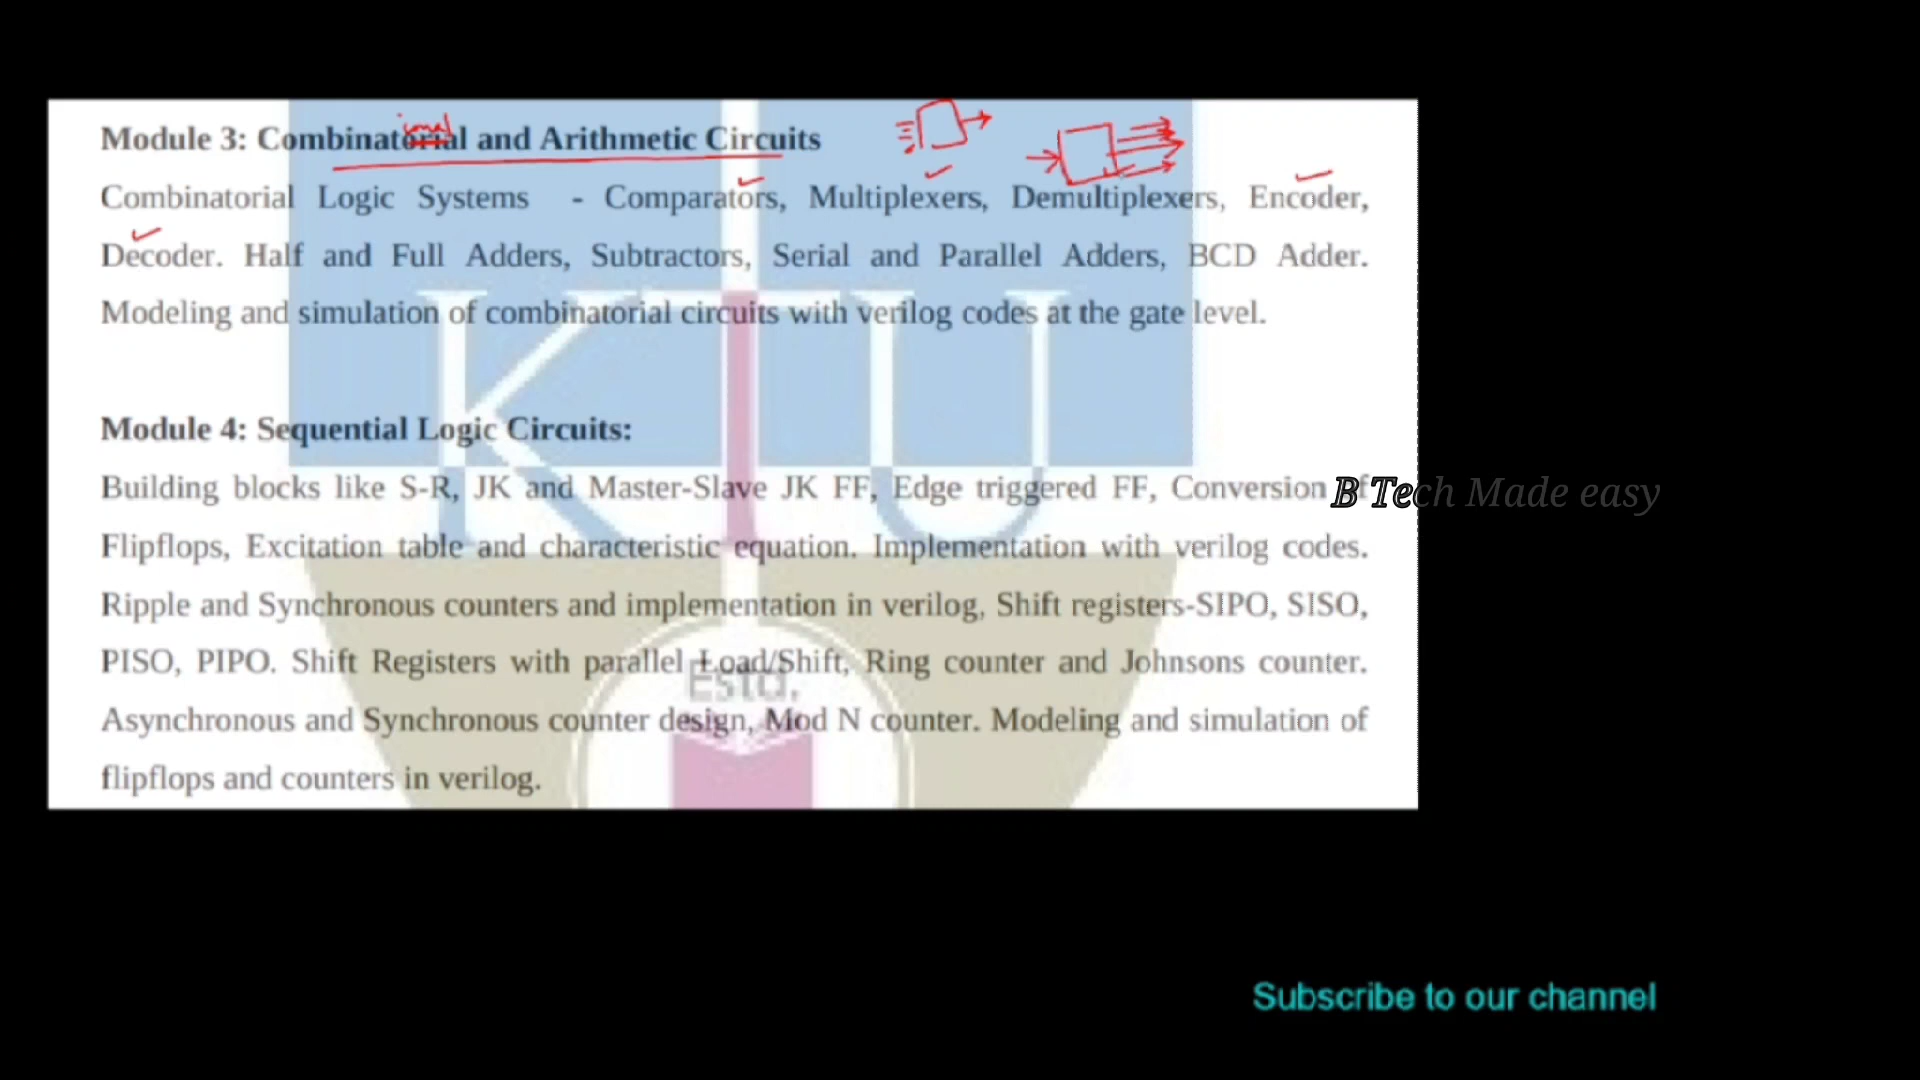 Module 3: Combinatorial and Arithmetic Circuits
ional
Combinatorial Logic Systems - Comparators, Multiplexers, Demultiplexers, Encoder,
Decoder. Half and Full Adders, Subtractors, Serial and Parallel Adders, BCD Adder.
Modeling and simulation of combinatorial circuits with verilog codes at the gate level.
KTU
Module 4: Sequential Logic Circuits:
Building blocks like S-R, JK and Master-Slave JK FF, Edge triggered FF, Conversion of
B Tech Made easy
Flipflops, Excitation table and characteristic equation. Implementation with verilog codes.
Ripple and Synchronous counters and implementation in verilog, Shift registers-SIPO, SISO,
PISO, PIPO. Shift Registers with parallel Load/Shift, Ring counter and Johnsons counter.
Estd.
Asynchronous and Synchronous counter design, Mod N counter. Modeling and simulation of
flipflops and counters in verilog.
Subscribe to our channel